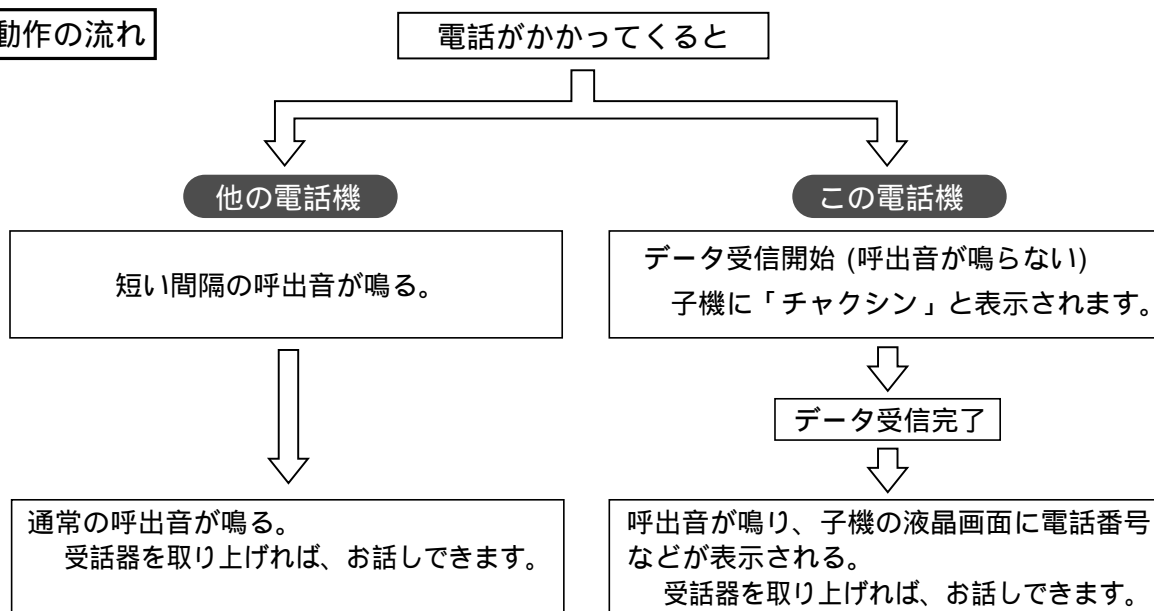 動作の流れ
電話がかかってくると
他の電話機
短い間隔の呼出音が鳴る。
通常の呼出音が鳴る。
受話器を取り上げれば、お話しできます。
この電話機
データ受信開始 (呼出音が鳴らない)
子機に「チャクシン」と表示されます。
データ受信完了
呼出音が鳴り、子機の液晶画面に電話番号
などが表示される。
受話器を取り上げれば、お話しできます。